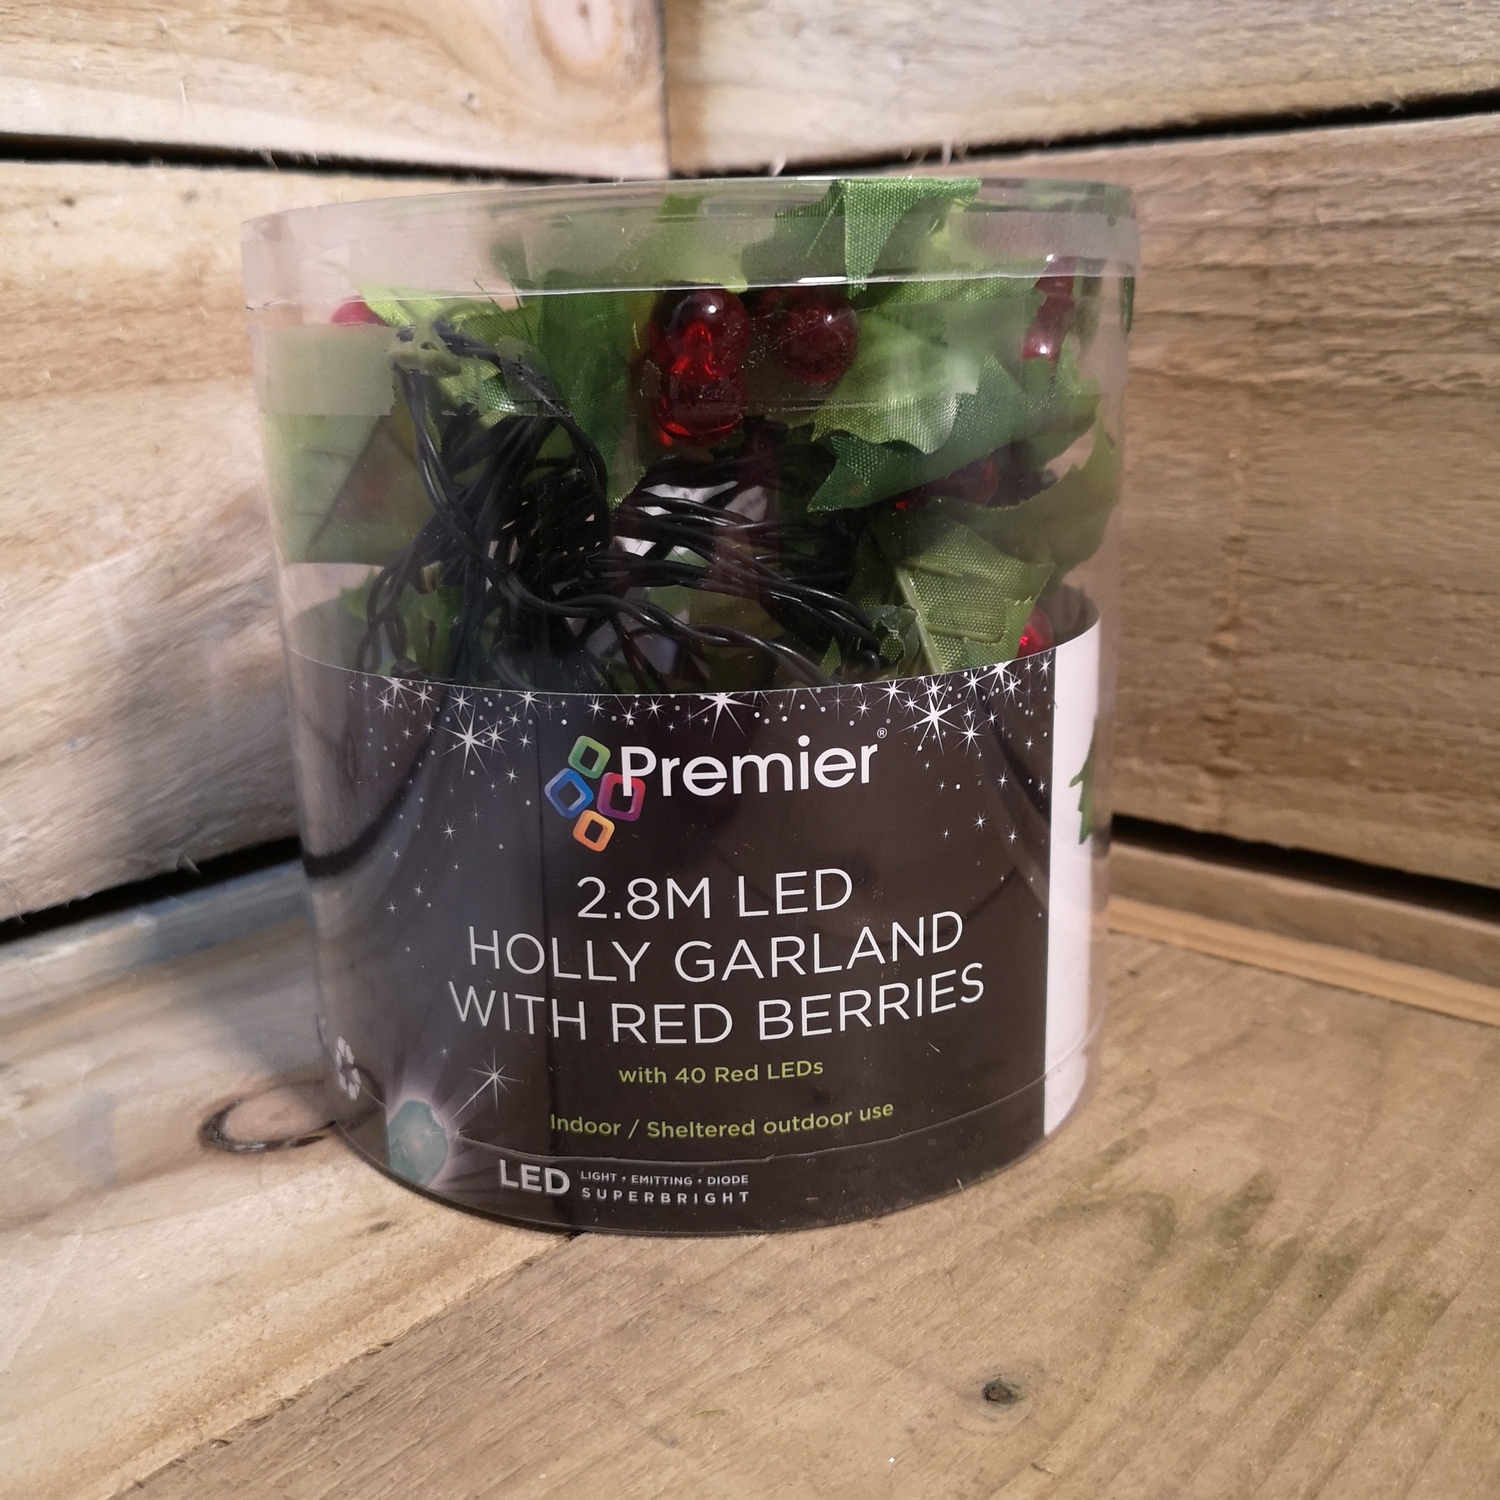 Premier®
2.8M LED
HOLLY GARLAND
WITH RED BERRIES
with 40 Red LEDs
Indoor / Sheltered outdoor use
LED LIGHT • EMITTING • DIODE
SUPERBRIGHT